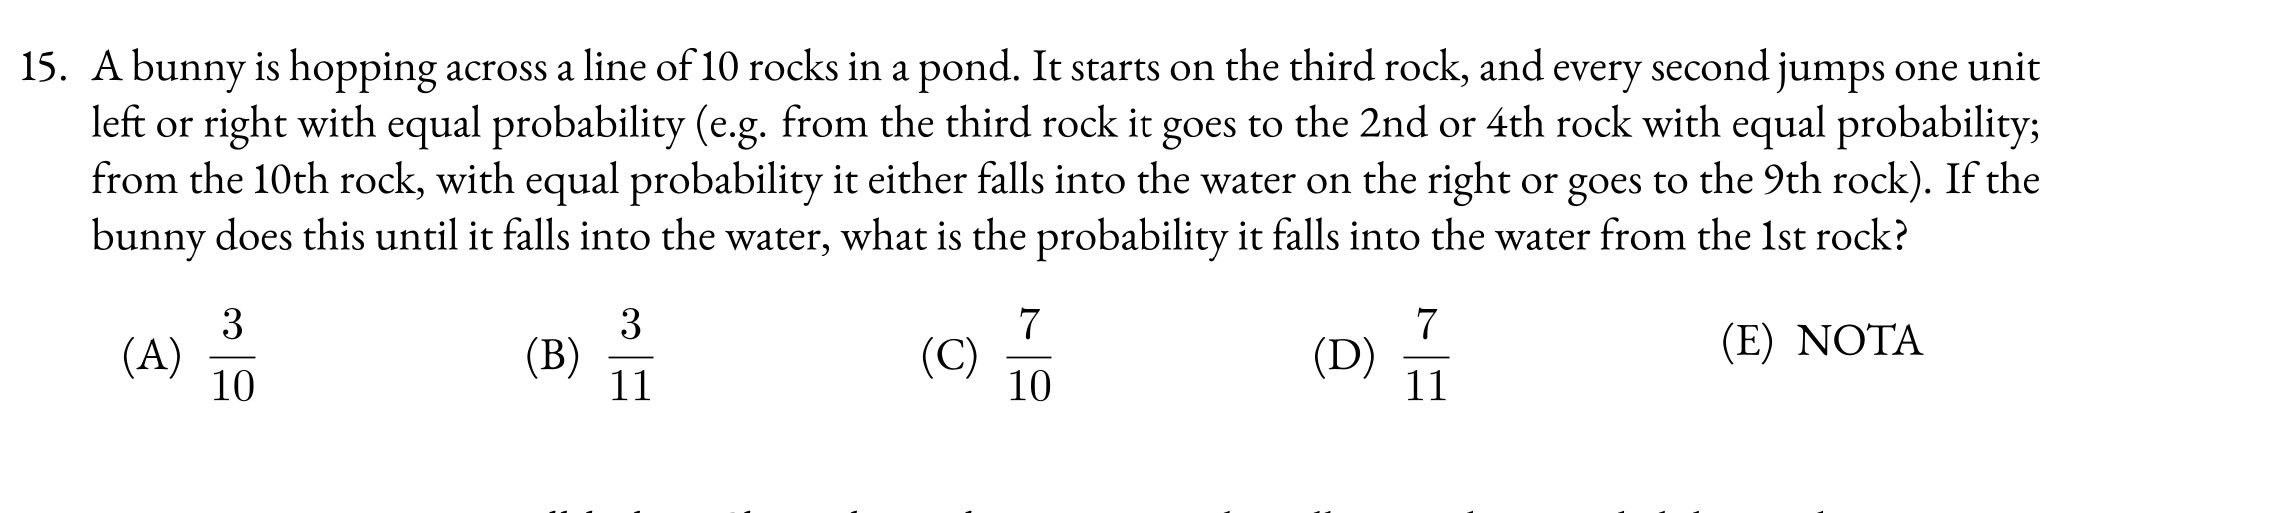 15. A bunny is hopping across a line of 10 rocks in a pond. It starts on the third rock, and every second jumps one unit
left or right with equal probability (e.g. from the third rock it goes to the 2nd or 4th rock with equal probability;
from the 10th rock, with equal probability it either falls into the water on the right or goes to the 9th rock). If the
bunny does this until it falls into the water, what is the probability it falls into the water from the 1st rock?
(A) 3/10 (B) 3/11 (C) 7/10 (D) 7/11 (E) NOTA